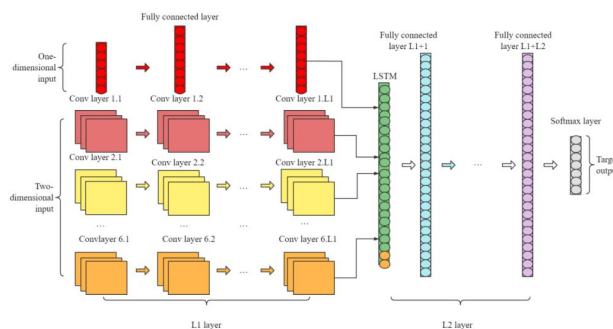 Fully connected layer
One-
dimensional
input
...
Conv layer 1.1
Conv layer 1.2
Conv layer 1.L1
...
Conv layer 2.1
Conv layer 2.2
Conv layer 2.L1
...
Two-
dimensional
input
...
...
...
Convlayer 6.1
Conv layer 6.2
Conv layer 6.L1
...
L1 layer
LSTM
Fully connected
layer L1+1
...
Fully connected
layer L1+L2
Softmax layer
Target
output
L2 layer